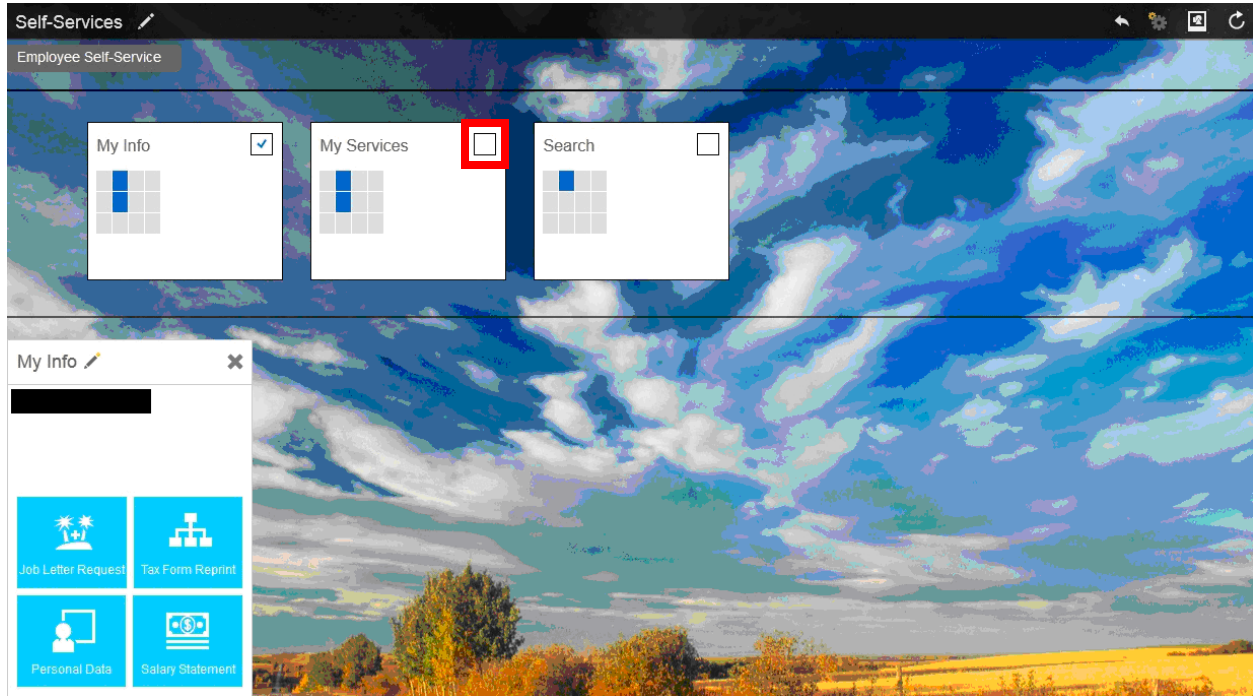 Self-Services
Employee Self-Service
My Info
My Services
Search
My Info
Job Letter Request
Tax Form Reprint
Personal Data
Salary Statement